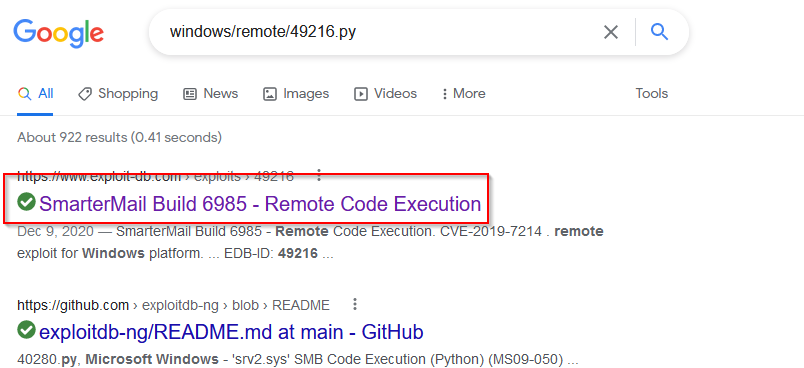 Google
windows/remote/49216.py
All Shopping News Images Videos More Tools
About 922 results (0.41 seconds)
https://www.exploit-db.com › exploits › 49216
SmarterMail Build 6985 - Remote Code Execution
Dec 9, 2020 — SmarterMail Build 6985 - Remote Code Execution. CVE-2019-7214 . remote
exploit for Windows platform. ... EDB-ID: 49216 ...
https://github.com › exploitdb-ng › blob › README
exploitdb-ng/README.md at main - GitHub
40280.py, Microsoft Windows - 'srv2.sys' SMB Code Execution (Python) (MS09-050) ...